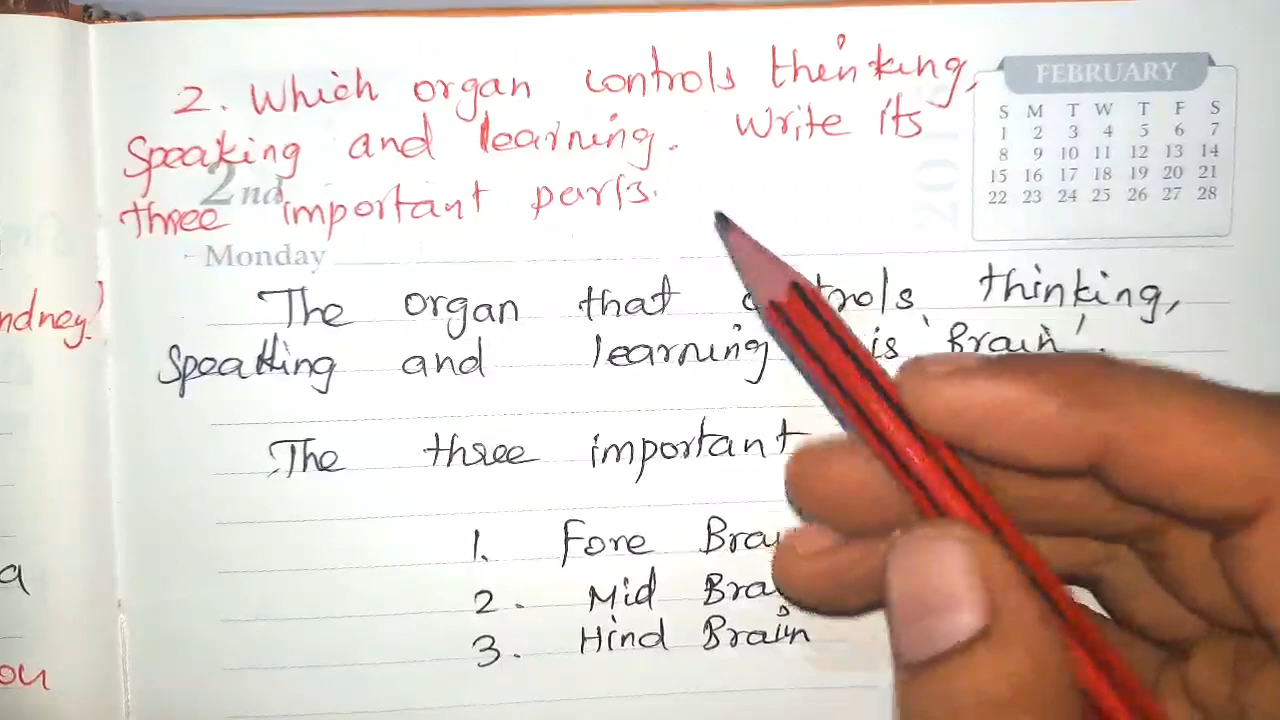 2. Which organ controls thinking,
Speaking and learning. Write its
three important parts.
2nd
Monday
FEBRUARY
S M T W T F S
1 2 3 4 5 6 7
8 9 10 11 12 13 14
15 16 17 18 19 20 21
22 23 24 25 26 27 28
The organ that thinking,
Speaking and learning is 'Brain'.
The three important
1. Fore
2. Mid
3. Hind Brain
ndney!
a
ou